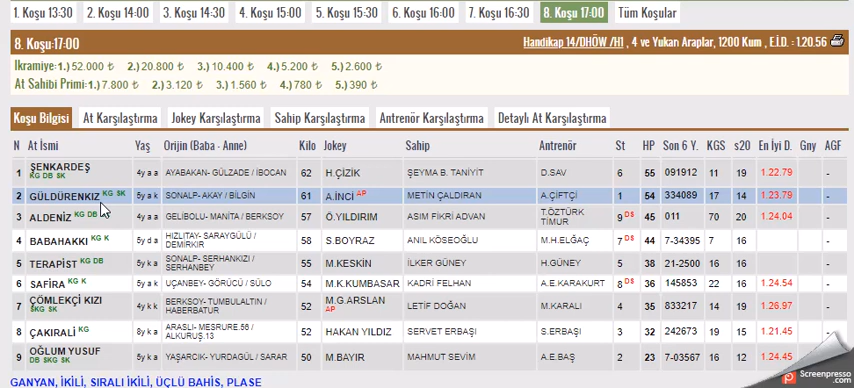 1. Koşu 13:30 2. Koşu 14:00 3. Koşu 14:30 4. Koşu 15:00 5. Koşu 15:30 6. Koşu 16:00 7. Koşu 16:30 8. Koşu 17:00 Tüm Koşular
8. Koşu:17:00 Handikap 14/DHÖW /H1 , 4 ve Yukarı Araplar, 1200 Kum , E.İ.D. : 1.20.56
İkramiye: 1.) 52.000 ₺ 2.) 20.800 ₺ 3.) 10.400 ₺ 4.) 5.200 ₺ 5.) 2.600 ₺
At Sahibi Primi: 1.) 7.800 ₺ 2.) 3.120 ₺ 3.) 1.560 ₺ 4.) 780 ₺ 5.) 390 ₺
Koşu Bilgisi At Karşılaştırma Jokey Karşılaştırma Sahip Karşılaştırma Antrenör Karşılaştırma Detaylı At Karşılaştırma
N At İsmi Yaş Orijin (Baba - Anne) Kilo Jokey Sahip Antrenör St HP Son 6 Y. KGS s20 En İyi D. Gny AGF
1 ŞENKARDEŞ KG DB SK 4y a a AYABAKAN- GÜLZADE / İBOCAN 62 H.ÇİZİK ŞEYMA B. TANİYİT D.SAV 6 55 091912 11 19 1.22.79 -
2 GÜLDÜRENKIZ KG SK 5y a k SONALP- AKAY / BİLGİN 61 A.İNCİ AP METİN ÇALDIRAN A.ÇİFTÇİ 1 54 334089 17 14 1.23.79 -
3 ALDENİZ KG DB 4y a a GELİBOLU- MANİTA / BERKSOY 57 Ö.YILDIRIM ASIM FİKRİ ADVAN T.ÖZTÜRK TİMUR 9 DS 45 011 70 20 1.24.04 -
4 BABAHAKKI KG K 5y d a HIZLITAY- SARAYGÜLÜ / DEMİRKIR 58 S.BOYRAZ ANIL KÖSEOĞLU M.H.ELĞAÇ 7 DS 44 7-34395 7 16 -
5 TERAPİST KG DB 5y k a SONALP- SERHANKIZI / SERHANBEY 55 M.KESKİN İLKER GÜNEY H.GÜNEY 5 38 21-2500 16 16 -
6 SAFİRA KG K 5y a k UÇANBEY- GÖRÜCÜ / SÜLO 54 M.K.KUMBASAR KADRİ FELHAN A.E.KARAKURT 8 DS 36 145853 22 16 1.24.54 -
7 ÇÖMLEKÇİ KIZI SKG SK 4y k k BERKSOY- TUMBULALTIN / HABERBATUR 52 M.G.ARSLAN AP LETİF DOĞAN M.KARALI 4 35 833217 14 19 1.26.97 -
8 ÇAKIRALİ KG 8y k a ARASLI- MESRURE.56 / ALKURUŞ.13 52 HAKAN YILDIZ SERVET ERBAŞI S.ERBAŞI 3 32 242673 19 15 1.21.45 -
9 OĞLUM YUSUF DB SKG SK 5y k a YAŞARCIK- YURDAGÜL / SARAR 50 M.BAYIR MAHMUT SEVİM A.E.BAŞ 2 23 7-03567 16 12 1.24.45 -
GANYAN, İKİLİ, SIRALI İKİLİ, ÜÇLÜ BAHİS, PLASE
Screenpresso
.com